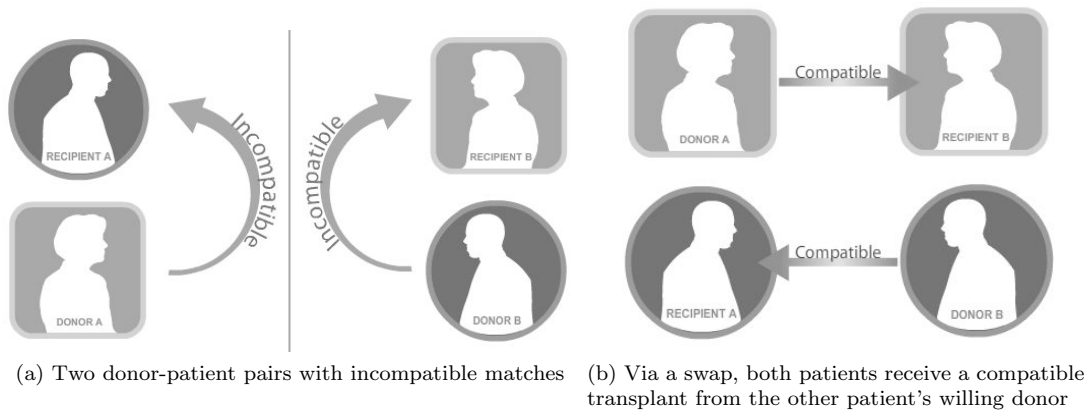 RECIPIENT A
Incompatible
DONOR A
Incompatible
RECIPIENT B
DONOR B
(a) Two donor-patient pairs with incompatible matches
DONOR A
Compatible
RECIPIENT B
RECIPIENT A
Compatible
DONOR B
(b) Via a swap, both patients receive a compatible
transplant from the other patient's willing donor